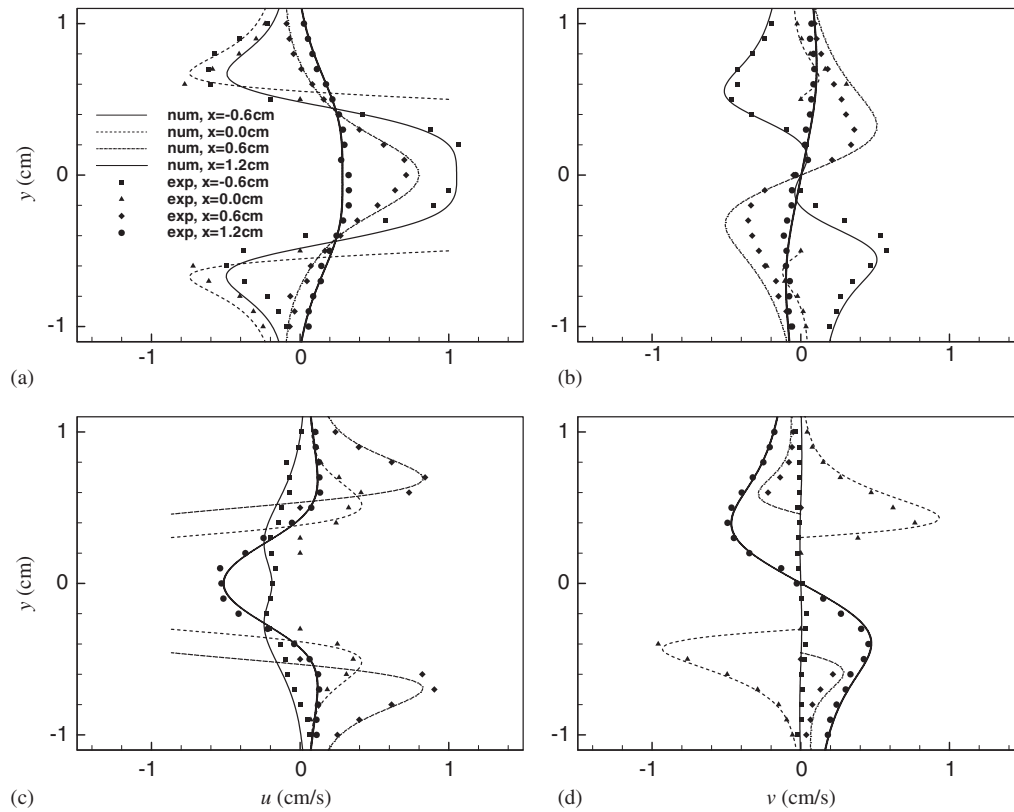 1
0
-1
y (cm)
num, x=-0.6cm
num, x=0.0cm
num, x=0.6cm
num, x=1.2cm
exp, x=-0.6cm
exp, x=0.0cm
exp, x=0.6cm
exp, x=1.2cm
-1
0
1
(a)
1
0
-1
-1
0
1
(b)
1
0
-1
y (cm)
-1
0
1
(c)
u (cm/s)
1
0
-1
-1
0
1
(d)
v (cm/s)